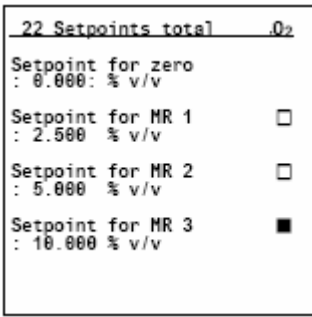 22 Setpoints total .O2
Setpoint for zero
: 0.000: % v/v
Setpoint for MR 1 □
: 2.500 % v/v
Setpoint for MR 2 □
: 5.000 % v/v
Setpoint for MR 3 ■
: 10.000 % v/v